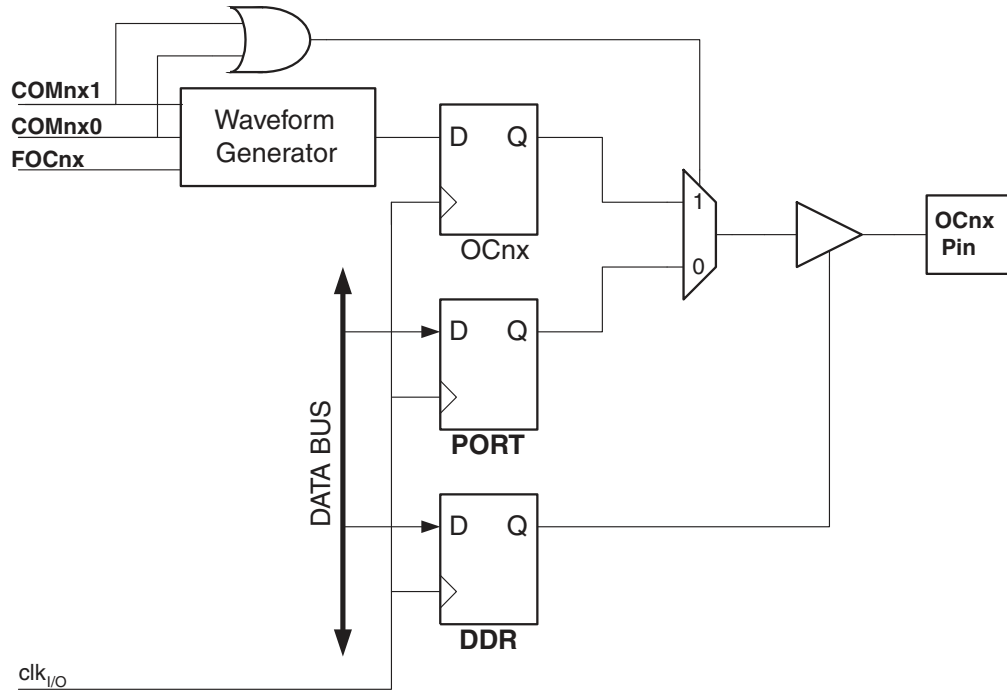 COMnx1
COMnx0
FOCnx
Waveform
Generator
D Q
OCnx
1
0
OCnx
Pin
D Q
PORT
DATA BUS
D Q
DDR
clkI/O